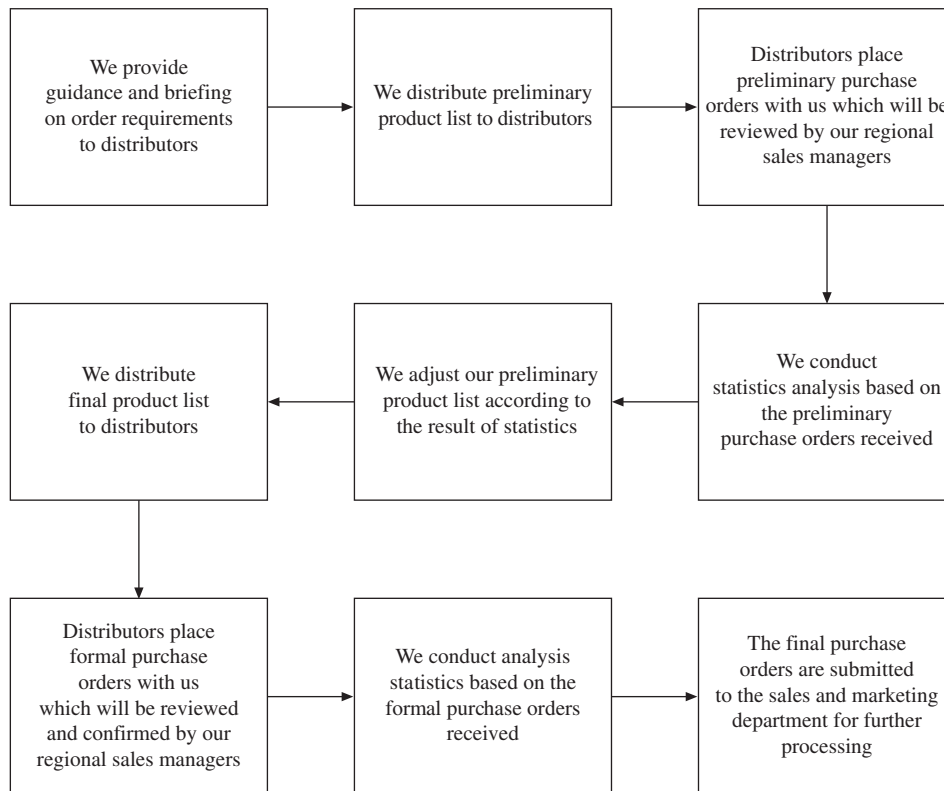 We provide
guidance and briefing
on order requirements
to distributors
We distribute preliminary
product list to distributors
Distributors place
preliminary purchase
orders with us which will be
reviewed by our regional
sales managers
We conduct
statistics analysis based on
the preliminary
purchase orders received
We adjust our preliminary
product list according to
the result of statistics
We distribute
final product list
to distributors
Distributors place
formal purchase
orders with us
which will be reviewed
and confirmed by our
regional sales managers
We conduct analysis
statistics based on the
formal purchase orders
received
The final purchase
orders are submitted
to the sales and marketing
department for further
processing